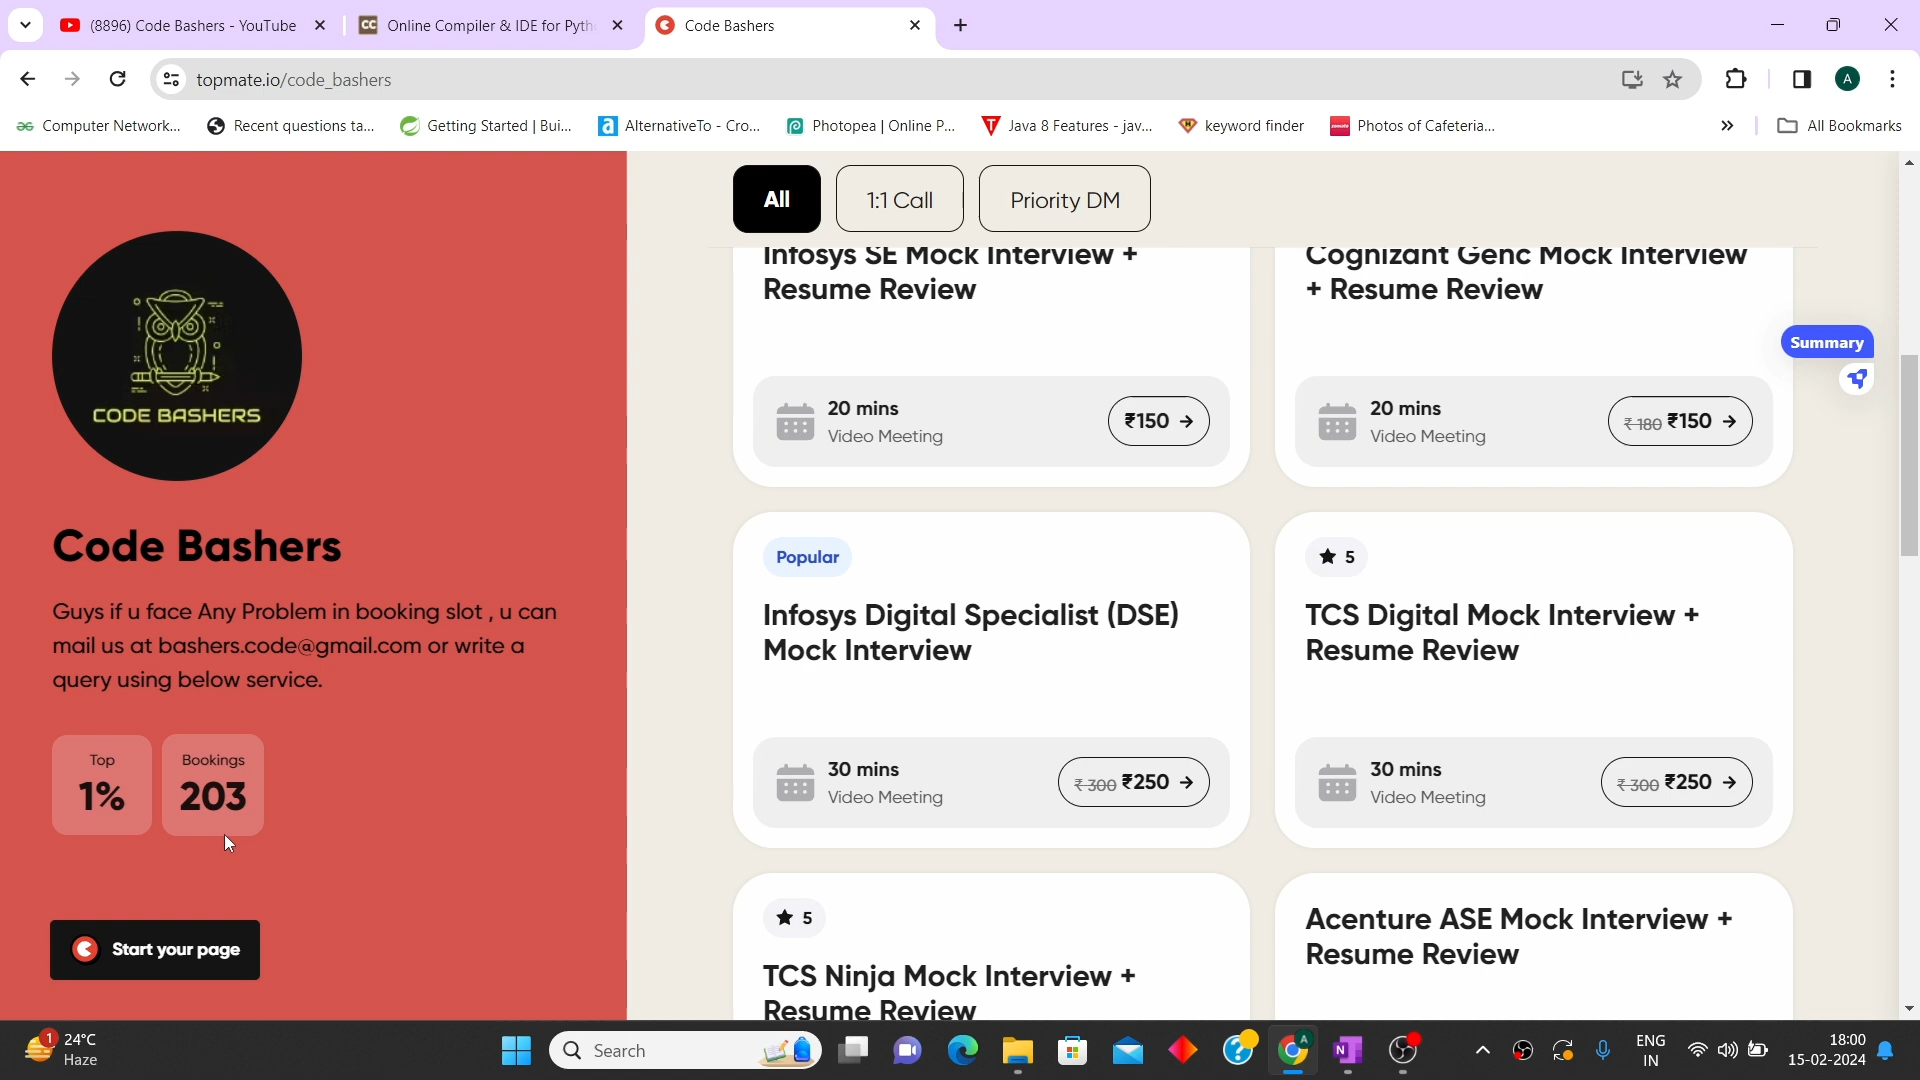 (8896) Code Bashers - YouTube
Online Compiler & IDE for Pyth
Code Bashers
topmate.io/code_bashers
A
Computer Network...
Recent questions ta...
Getting Started | Bui...
AlternativeTo - Cro...
Photopea | Online P...
Java 8 Features - jav...
keyword finder
Photos of Cafeteria...
All Bookmarks
CODE BASHERS
Code Bashers
Guys if u face Any Problem in booking slot , u can
mail us at bashers.code@gmail.com or write a
query using below service.
Top
1%
Bookings
203
Start your page
All
1:1 Call
Priority DM
Infosys SE Mock Interview +
Resume Review
20 mins
Video Meeting
₹150
Cognizant Genc Mock Interview
+ Resume Review
20 mins
Video Meeting
₹ 180 ₹150
Summary
Popular
Infosys Digital Specialist (DSE)
Mock Interview
30 mins
Video Meeting
₹ 300 ₹250
5
TCS Digital Mock Interview +
Resume Review
30 mins
Video Meeting
₹ 300 ₹250
5
TCS Ninja Mock Interview +
Resume Review
Acenture ASE Mock Interview +
Resume Review
1
24°C
Haze
Search
ENG
IN
18:00
15-02-2024